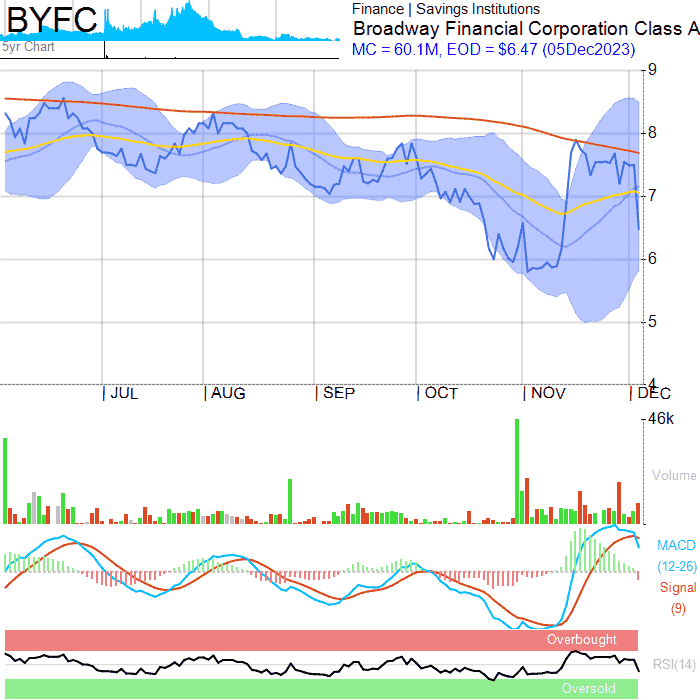 BYFC
5yr Chart
Finance | Savings Institutions
Broadway Financial Corporation Class A
MC = 60.1M, EOD = $6.47 (05Dec2023)
9
8
7
6
5
4
JUL AUG SEP OCT NOV DEC
46k
Volume
MACD
(12-26)
Signal
(9)
Overbought
RSI(14)
Oversold